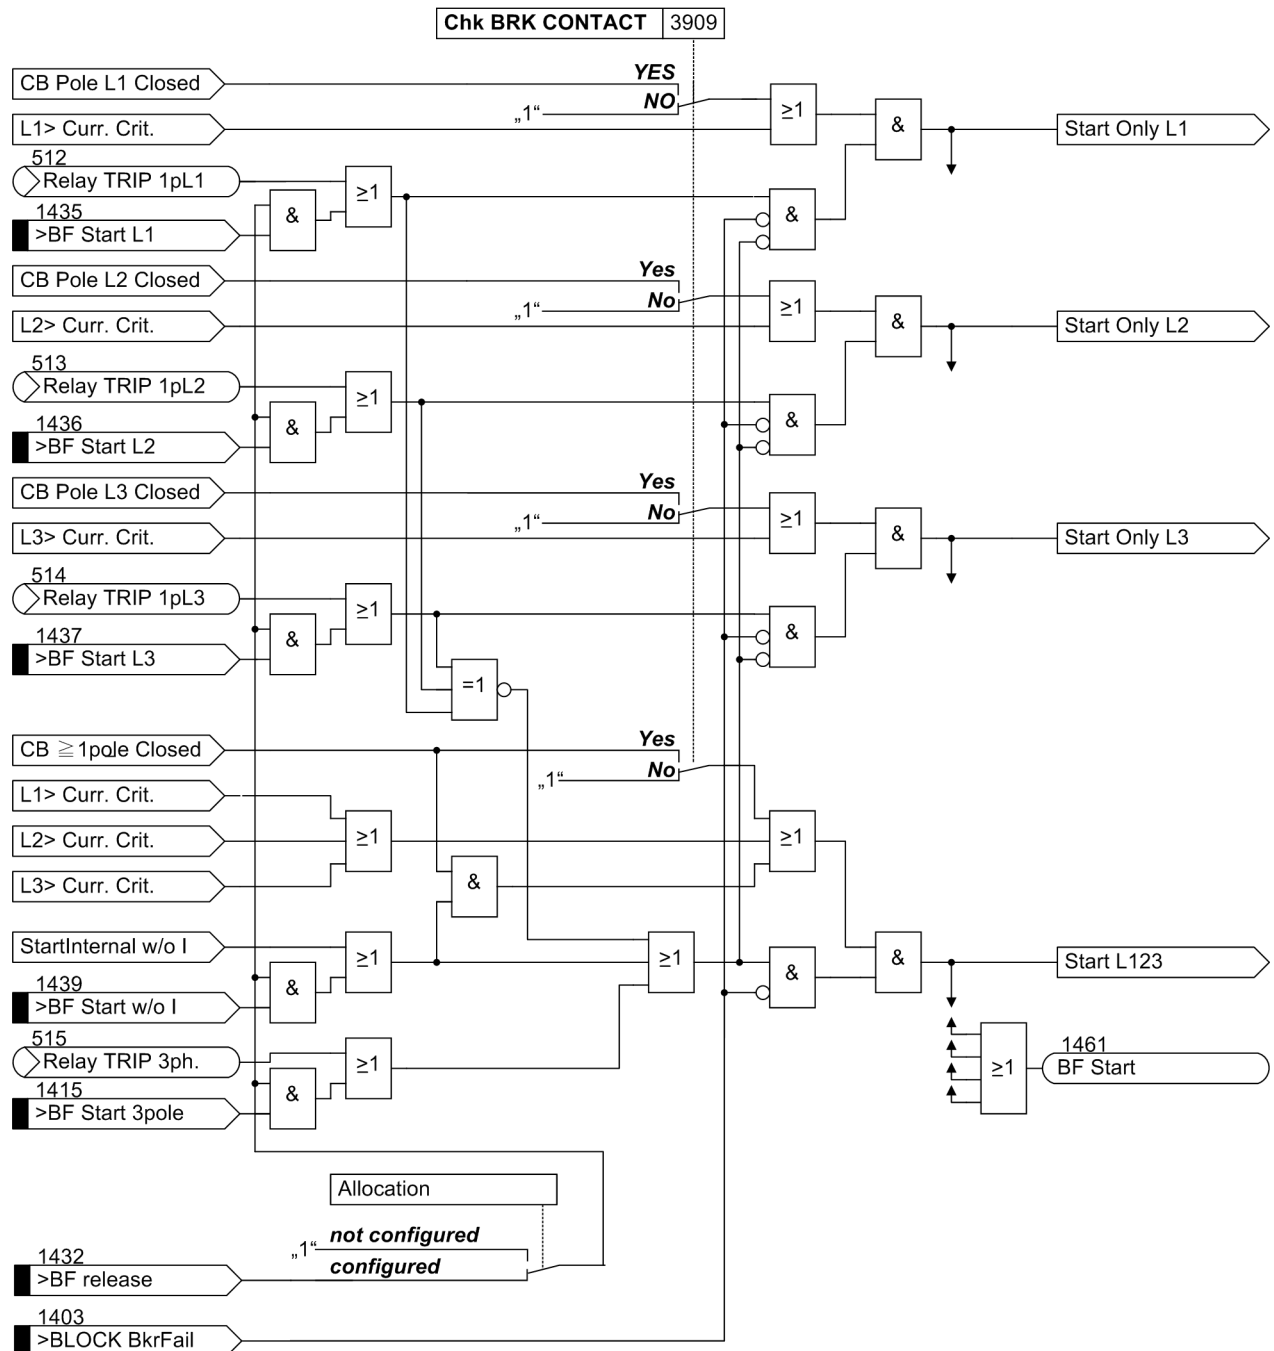 Chk BRK CONTACT 3909
CB Pole L1 Closed
YES
NO
„1“
≥1
&
L1> Curr. Crit.
Start Only L1
512
Relay TRIP 1pL1
≥1
&
&
1435
>BF Start L1
CB Pole L2 Closed
Yes
No
„1“
≥1
&
L2> Curr. Crit.
Start Only L2
513
Relay TRIP 1pL2
≥1
&
&
1436
>BF Start L2
CB Pole L3 Closed
Yes
No
„1“
≥1
&
L3> Curr. Crit.
Start Only L3
514
Relay TRIP 1pL3
≥1
&
&
1437
>BF Start L3
=1
CB ≧ 1pole Closed
Yes
No
„1“
L1> Curr. Crit.
L2> Curr. Crit.
≥1
≥1
L3> Curr. Crit.
&
StartInternal w/o I
≥1
≥1
&
&
Start L123
1439
>BF Start w/o I
&
515
Relay TRIP 3ph.
≥1
≥1
1461
BF Start
1415
>BF Start 3pole
&
Allocation
not configured
„1“
configured
1432
>BF release
1403
>BLOCK BkrFail